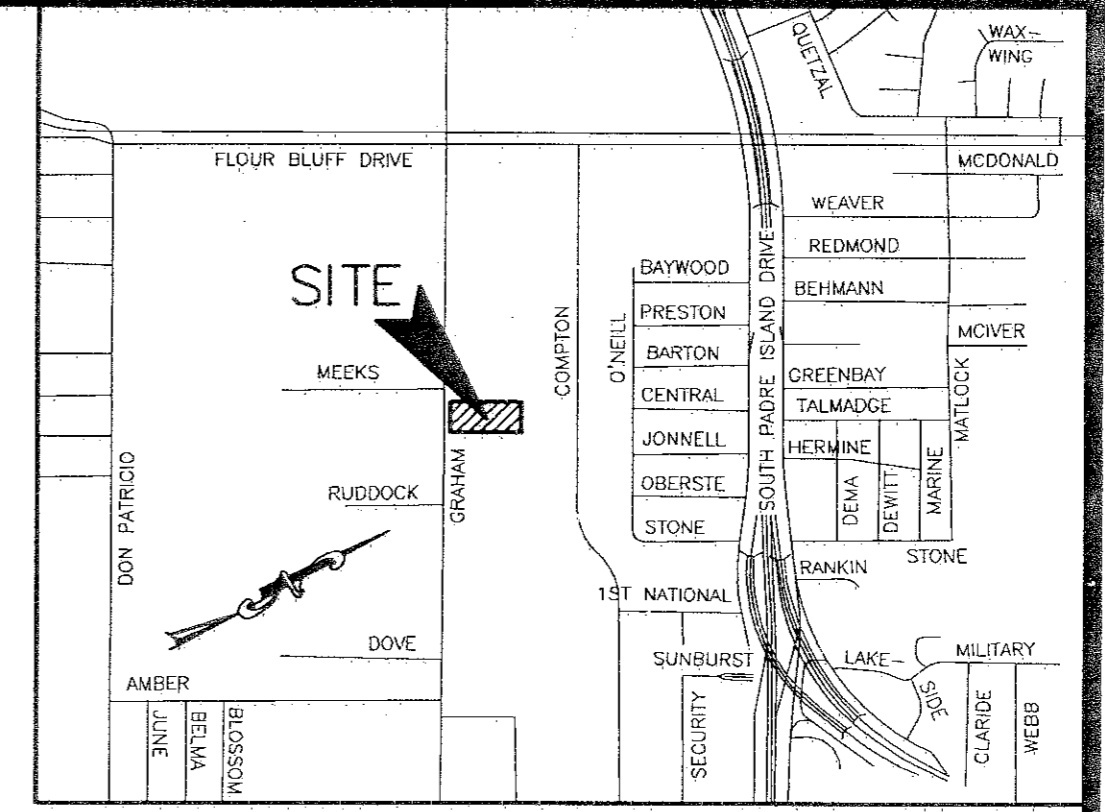 QUETZAL
WAX-
WING
FLOUR BLUFF DRIVE
MCDONALD
WEAVER
REDMOND
BAYWOOD
BEHMANN
SITE
PRESTON
MCIVER
BARTON
MEEKS
GREENBAY
CENTRAL
TALMADGE
JONNELL
HERMINE
OBERSTE
RUDDOCK
STONE
STONE
RANKIN
1ST NATIONAL
DON PATRICIO
GRAHAM
COMPTON
O'NEILL
SOUTH PADRE ISLAND DRIVE
DEMA
DEWITT
MARINE
MATLOCK
DOVE
SUNBURST
LAKE-
SIDE
MILITARY
AMBER
JUNE
BELMA
BLOSSOM
SECURITY
CLARIDE
WEBB
N